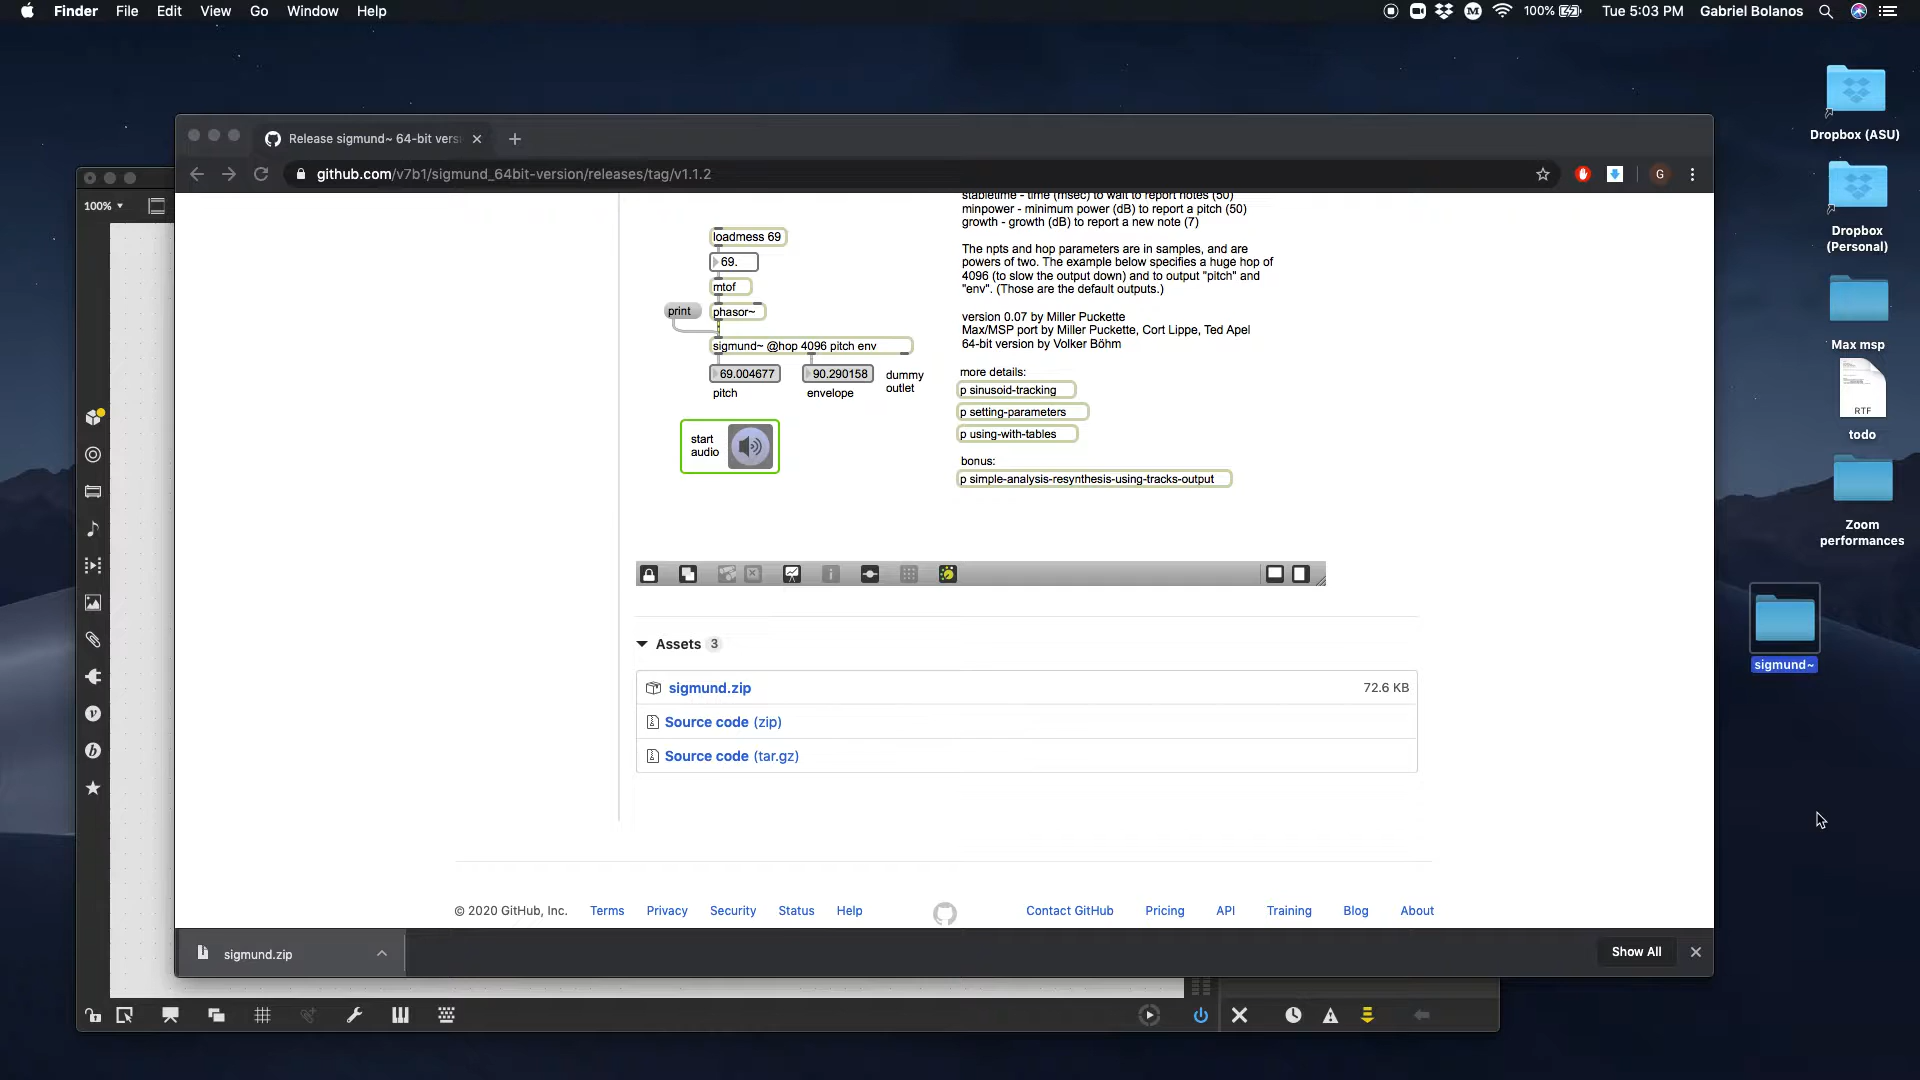 Finder File Edit View Go Window Help
100% Tue 5:03 PM Gabriel Bolanos
Release sigmund~ 64-bit vers
github.com/v7b1/sigmund_64bit-version/releases/tag/v1.1.2
G
100%
stabletime - time (msec) to wait to report notes (50)
minpower - minimum power (dB) to report a pitch (50)
growth - growth (dB) to report a new note (7)
The npts and hop parameters are in samples, and are
powers of two. The example below specifies a huge hop of
4096 (to slow the output down) and to output "pitch" and
"env". (Those are the default outputs.)
version 0.07 by Miller Puckette
Max/MSP port by Miller Puckette, Cort Lippe, Ted Apel
64-bit version by Volker Böhm
more details:
p sinusoid-tracking
p setting-parameters
p using-with-tables
bonus:
p simple-analysis-resynthesis-using-tracks-output
loadmess 69
69.
mtof
print
phasor~
sigmund~ @hop 4096 pitch env
69.004677
90.290158
dummy
outlet
pitch
envelope
start
audio
Assets 3
sigmund.zip 72.6 KB
Source code (zip)
Source code (tar.gz)
© 2020 GitHub, Inc. Terms Privacy Security Status Help Contact GitHub Pricing API Training Blog About
sigmund.zip
Show All
Dropbox (ASU)
Dropbox
(Personal)
Max msp
RTF
todo
Zoom
performances
sigmund~